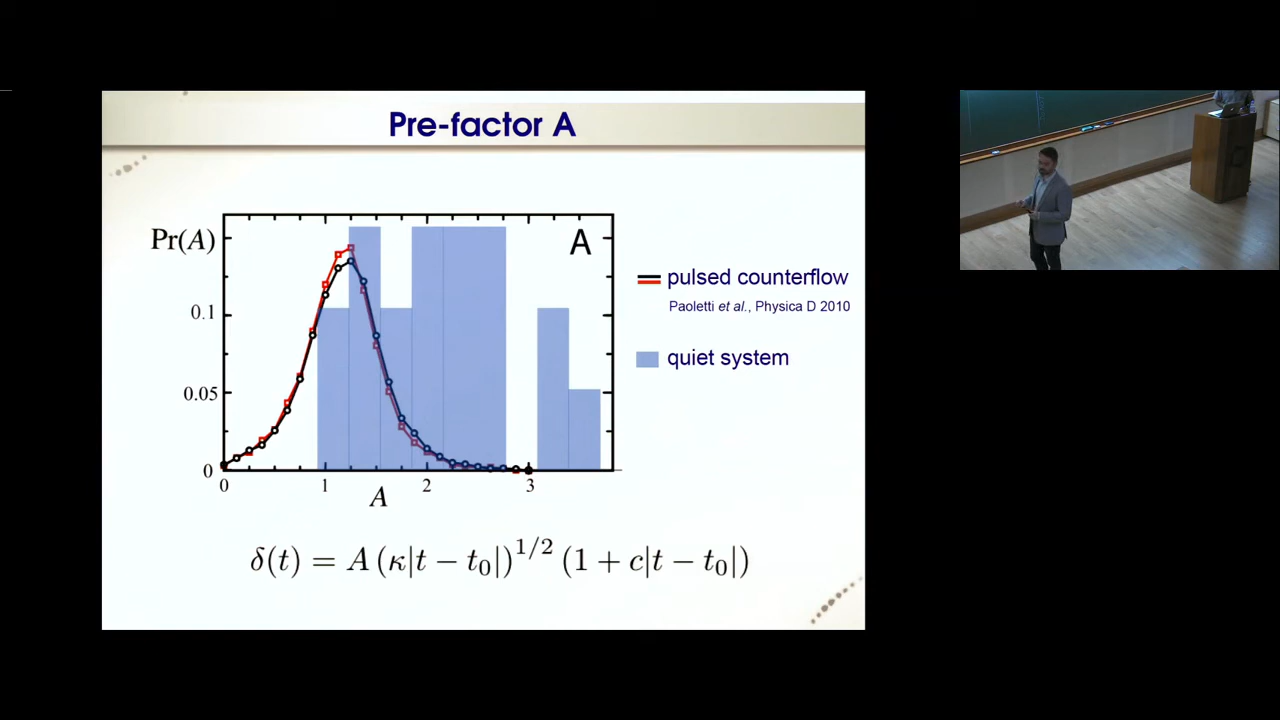 Pre-factor A
Pr(A)
A
0.1
0.05
0
0
1
2
3
A
pulsed counterflow
Paoletti et al., Physica D 2010
quiet system
δ(t) = A (κ|t − t₀|)^{1/2} (1 + c|t − t₀|)